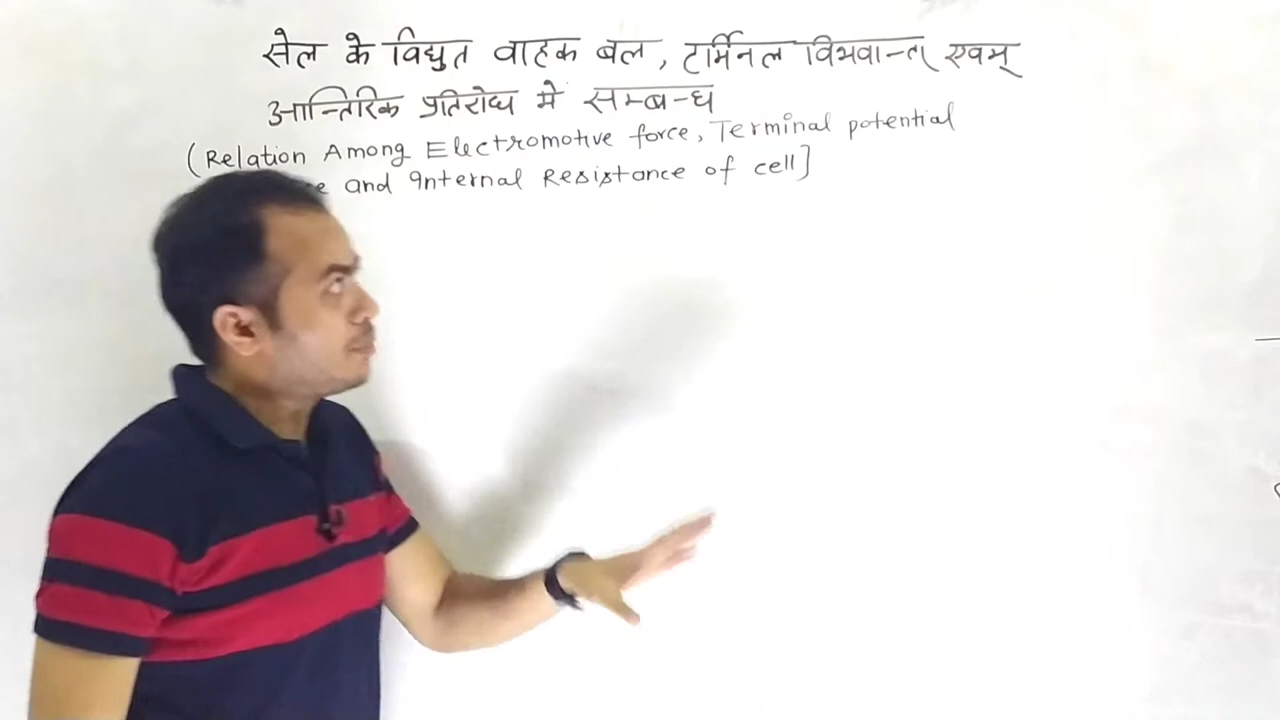 सेल के विद्युत वाहक बल, टर्मिनल विभवान्तर एवम्
आन्तिरिक प्रतिरोध में सम्बन्ध
(Relation Among Electromotive force, Terminal potential
and Internal Resistance of cell]